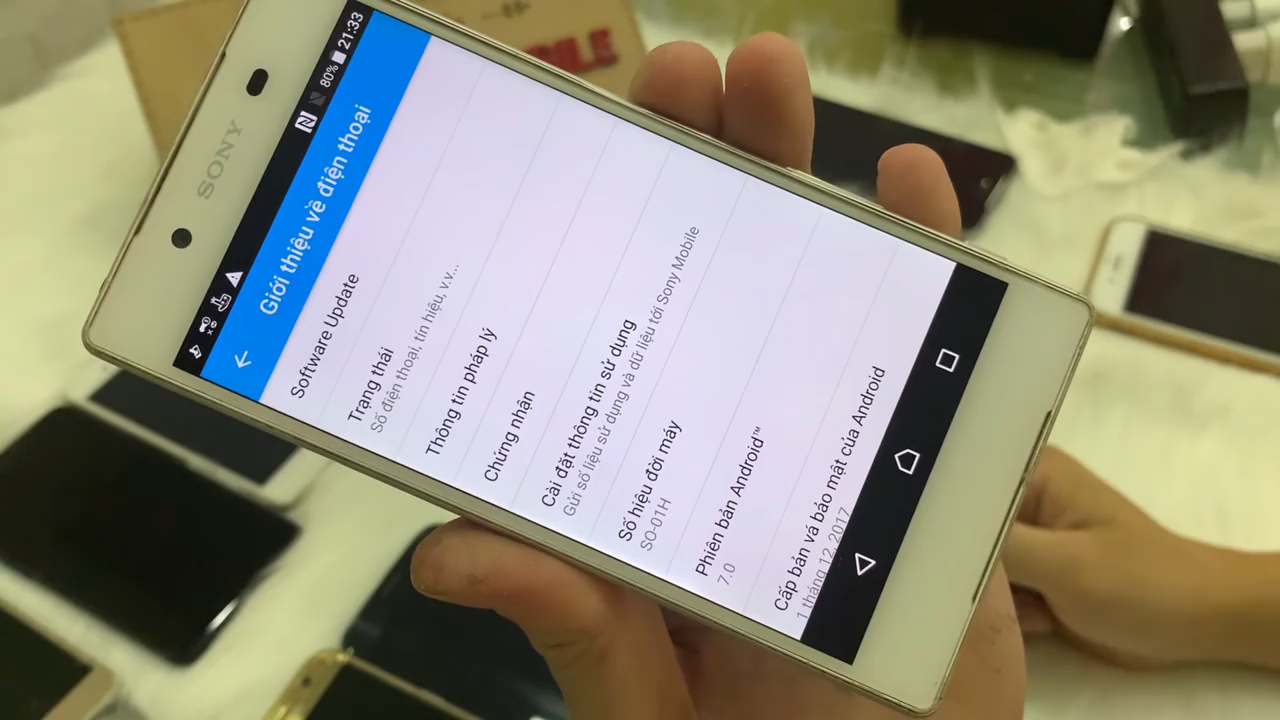 SONY
80% 21:33
Giới thiệu về điện thoại
Software Update
Trạng thái
Số điện thoại, tín hiệu, v.v...
Thông tin pháp lý
Chứng nhận
Cài đặt thông tin sử dụng
Gửi số liệu sử dụng và dữ liệu tới Sony Mobile
Số hiệu đời máy
SO-01H
Phiên bản Android™
7.0
Cấp bản vá bảo mật của Android
1 tháng 12, 2017